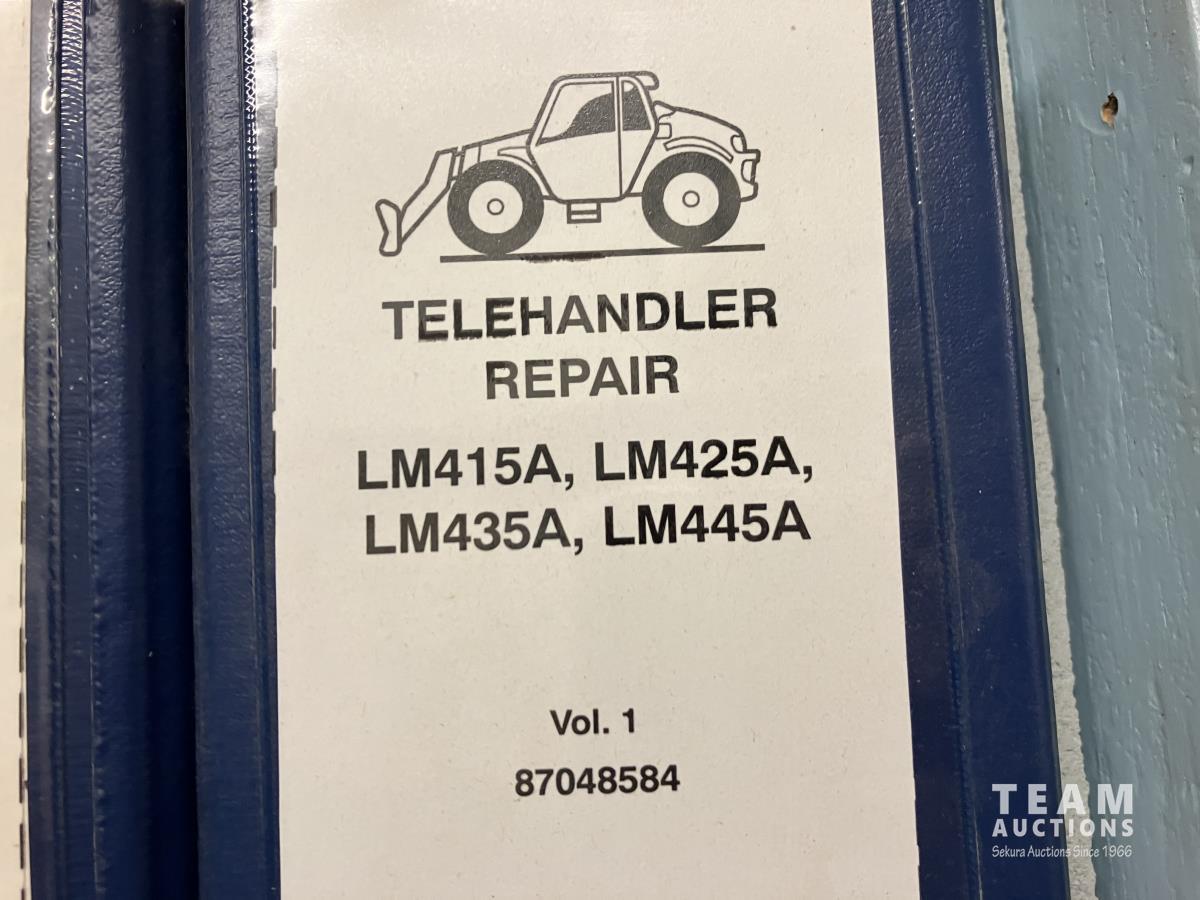 TELEHANDLER
REPAIR
LM415A, LM425A,
LM435A, LM445A
Vol. 1
87048584
TEAM
AUCTIONS
Sekura Auctions Since 1966